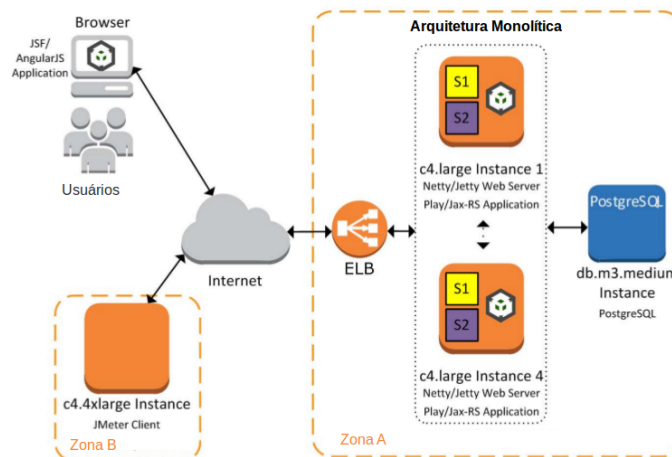 Browser
JSF/
AngularJS
Application
Usuários
Internet
c4.4xlarge Instance
JMeter Client
Zona B
Arquitetura Monolítica
S1
S2
c4.large Instance 1
Netty/Jetty Web Server
Play/Jax-RS Application
ELB
S1
S2
c4.large Instance 4
Netty/Jetty Web Server
Play/Jax-RS Application
PostgreSQL
db.m3.medium
Instance
PostgreSQL
Zona A